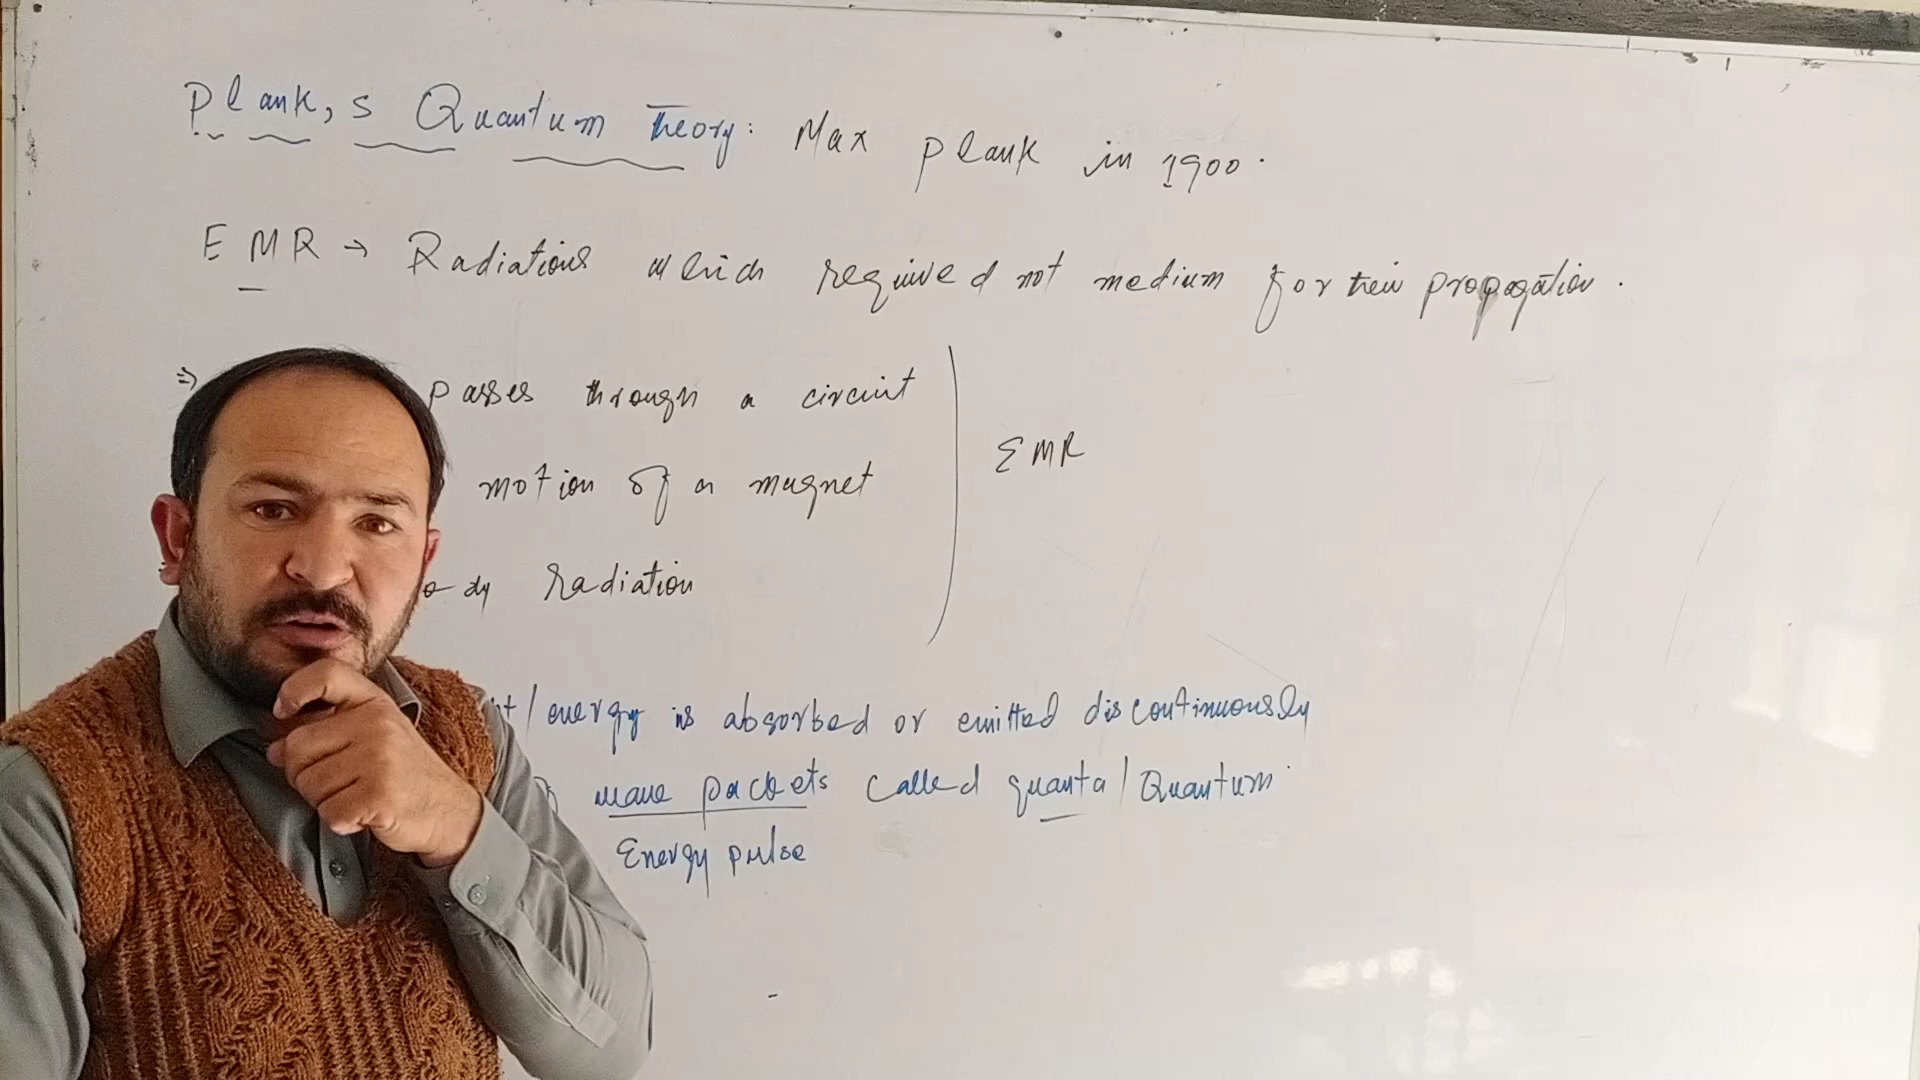 Plank,s Quantum Theory: Max plank in 1900.
EMR → Radiations which required not medium for their propagation.
⇒ passes through a circuit
motion of a magnet
EMR
ody radiation
/ energy is absorbed or emitted discontinuously
wave packets called quanta / Quantum.
Energy pulse